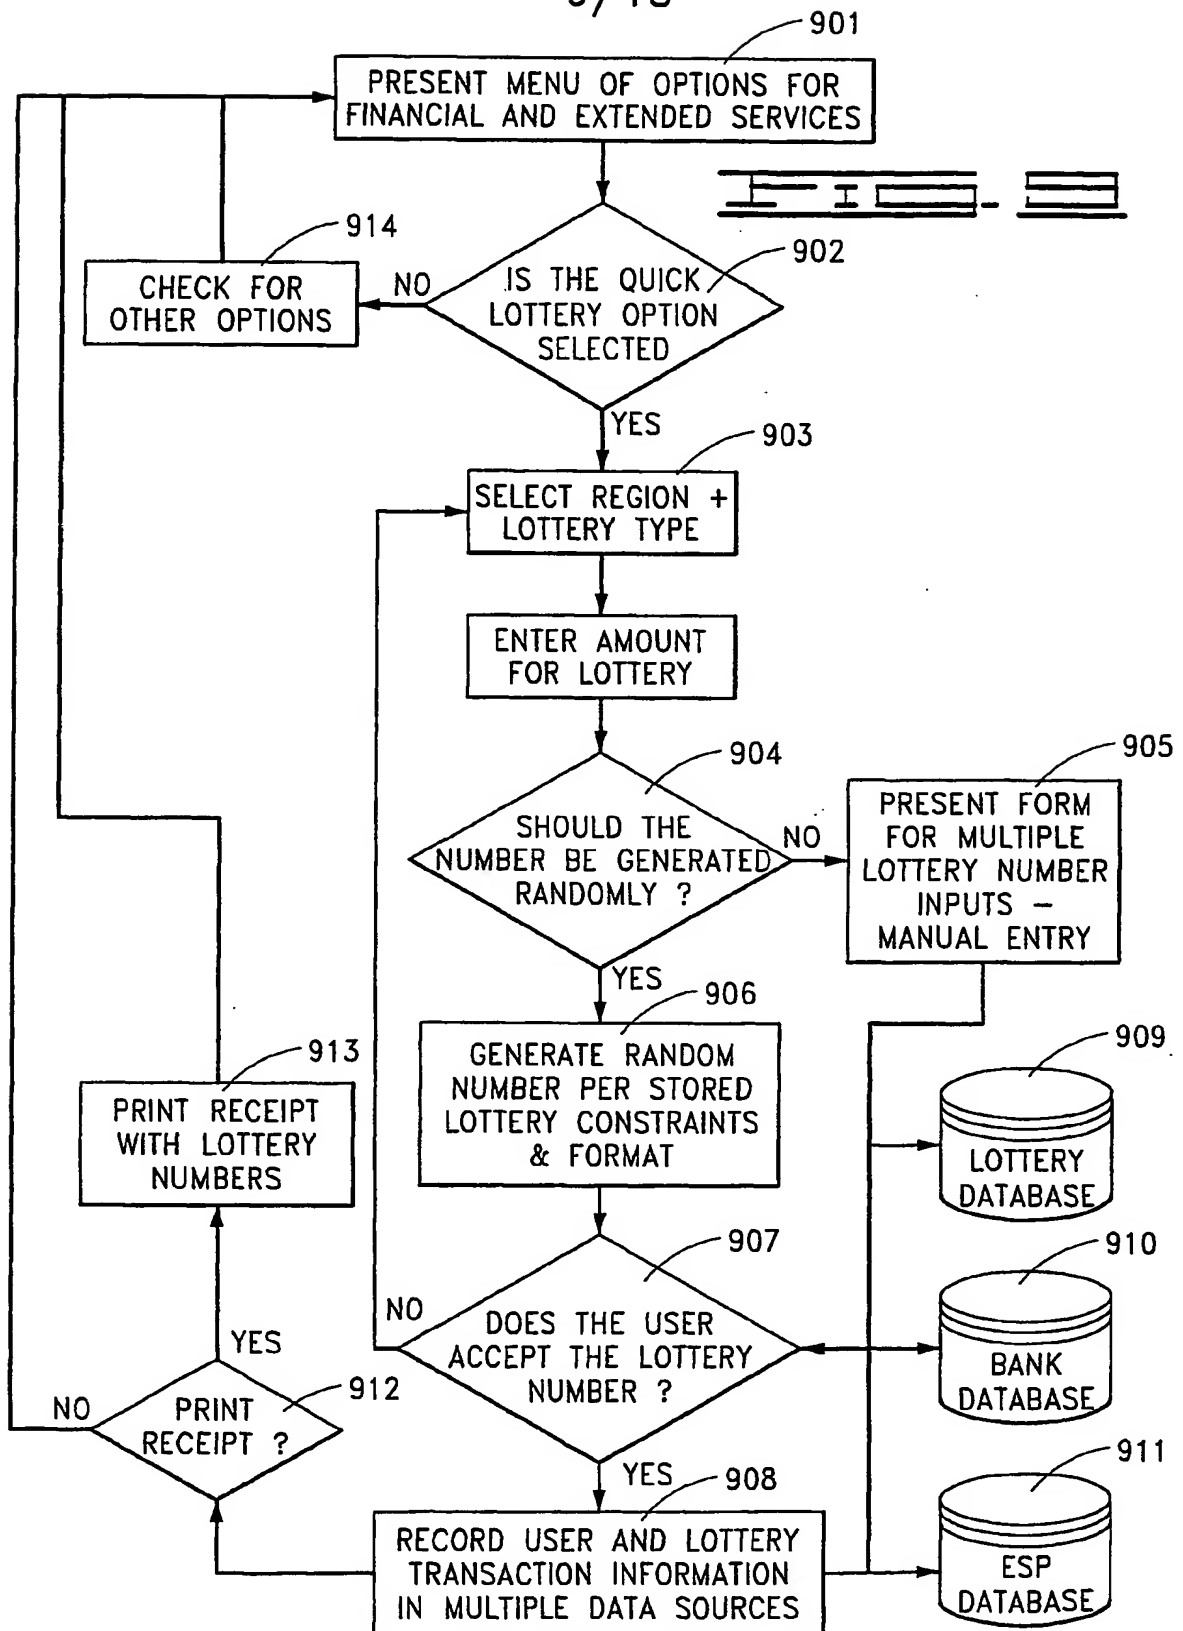 901
PRESENT MENU OF OPTIONS FOR
FINANCIAL AND EXTENDED SERVICES
914
CHECK FOR
OTHER OPTIONS
NO
902
IS THE QUICK
LOTTERY OPTION
SELECTED
YES
903
SELECT REGION +
LOTTERY TYPE
ENTER AMOUNT
FOR LOTTERY
904
SHOULD THE
NUMBER BE GENERATED
RANDOMLY ?
NO
905
PRESENT FORM
FOR MULTIPLE
LOTTERY NUMBER
INPUTS –
MANUAL ENTRY
YES
906
GENERATE RANDOM
NUMBER PER STORED
LOTTERY CONSTRAINTS
& FORMAT
913
PRINT RECEIPT
WITH LOTTERY
NUMBERS
909
LOTTERY
DATABASE
907
NO
DOES THE USER
ACCEPT THE LOTTERY
NUMBER ?
910
BANK
DATABASE
YES
912
NO
PRINT
RECEIPT ?
YES
908
RECORD USER AND LOTTERY
TRANSACTION INFORMATION
IN MULTIPLE DATA SOURCES
911
ESP
DATABASE